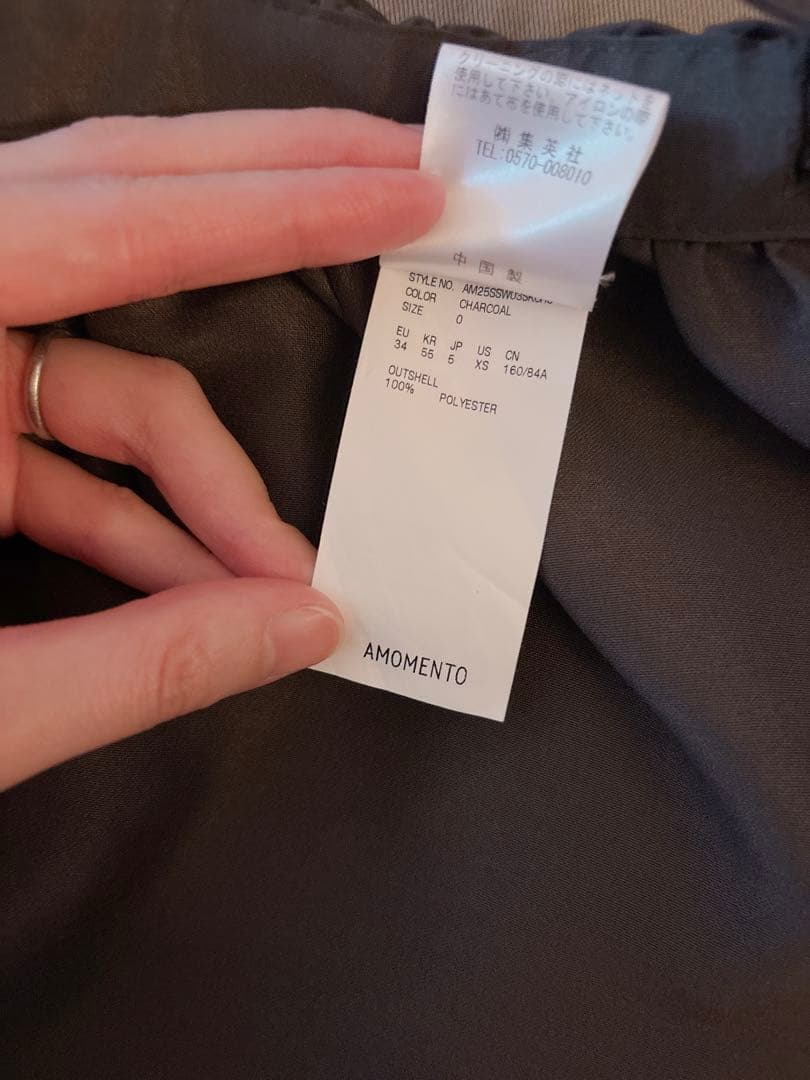 クリーニングの際にはネットを
使用して下さい。アイロンの際
にはあて布を使用して下さい。
㈱集英社
TEL:0570-008010
中国製
STYLE NO. 
COLOR CHARCOAL
SIZE 0
EU KR JP US CN
34 55 5 XS 160/84A
OUTSHELL
100% POLYESTER
AMOMENTO